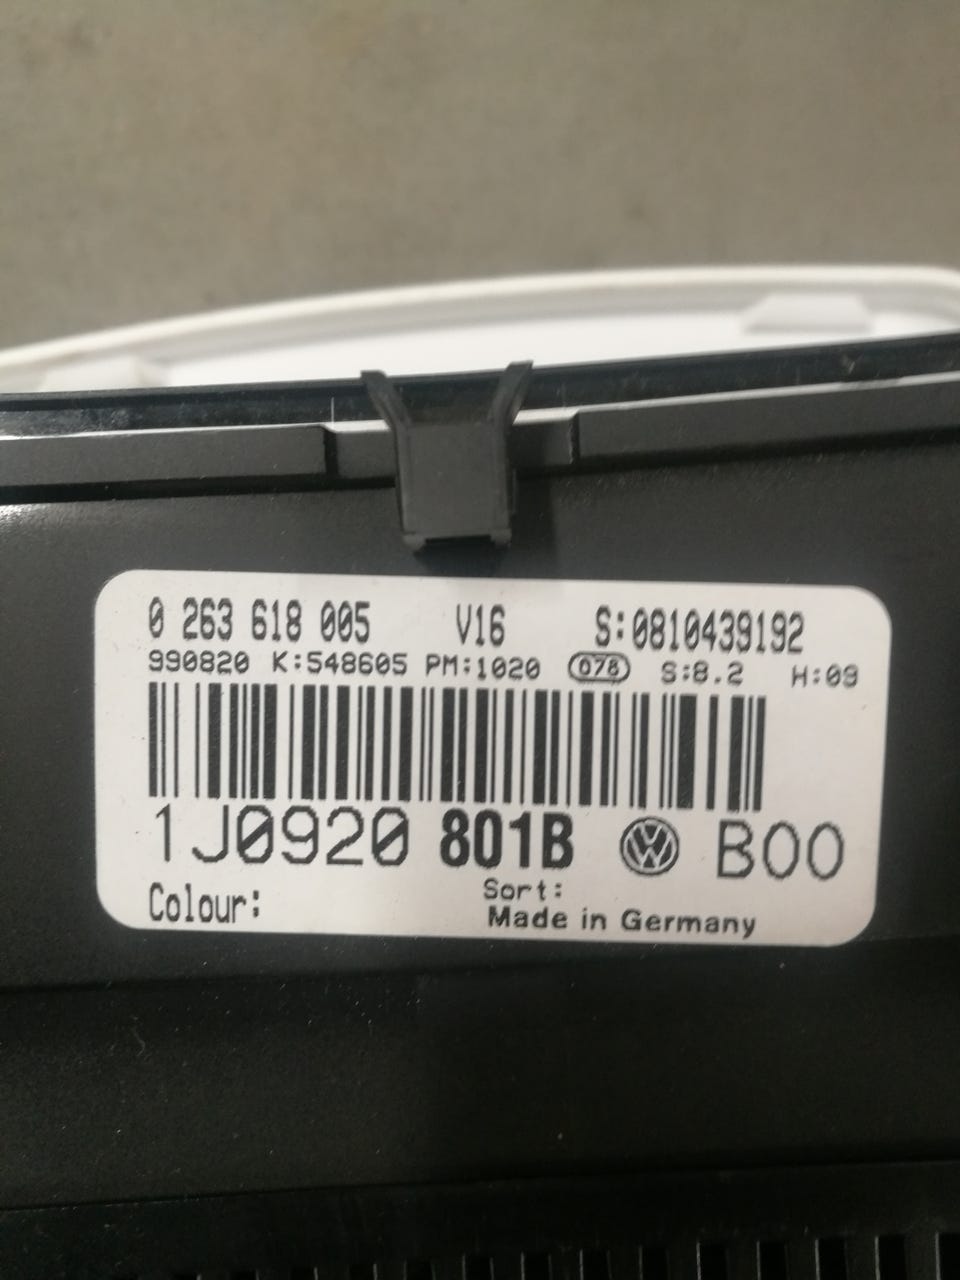 0 263 618 005 V16 S:0810439192
990820 K:548605 PM:1020 078 S:8.2 H:09
1J0920 801B VW B00
Colour: Sort:
Made in Germany